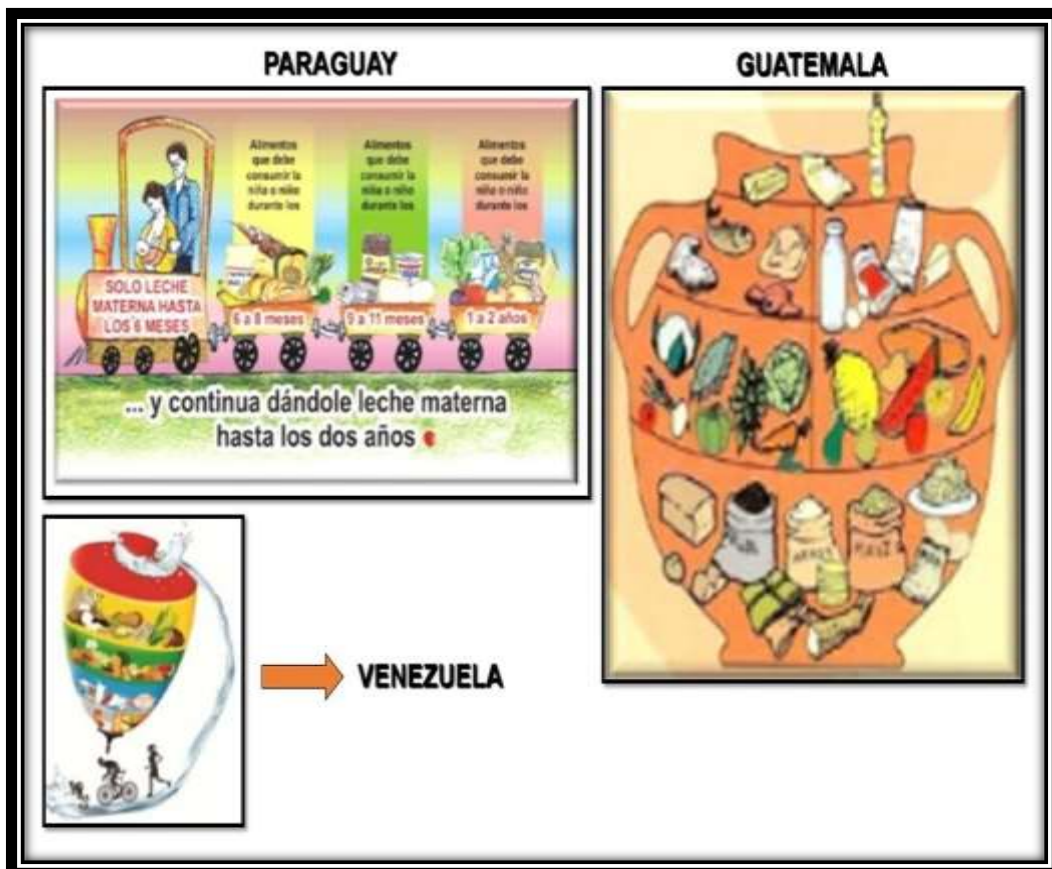 PARAGUAY
GUATEMALA
Alimentos
que debe
consumir la
niña o niño
durante los
Alimentos
que debe
consumir la
niña o niño
durante los
Alimentos
que debe
consumir la
niña o niño
durante los
SOLO LECHE
MATERNA HASTA
LOS 6 MESES
6 a 8 meses
9 a 11 meses
1 a 2 años
... y continua dándole leche materna
hasta los dos años
ARROZ
VENEZUELA